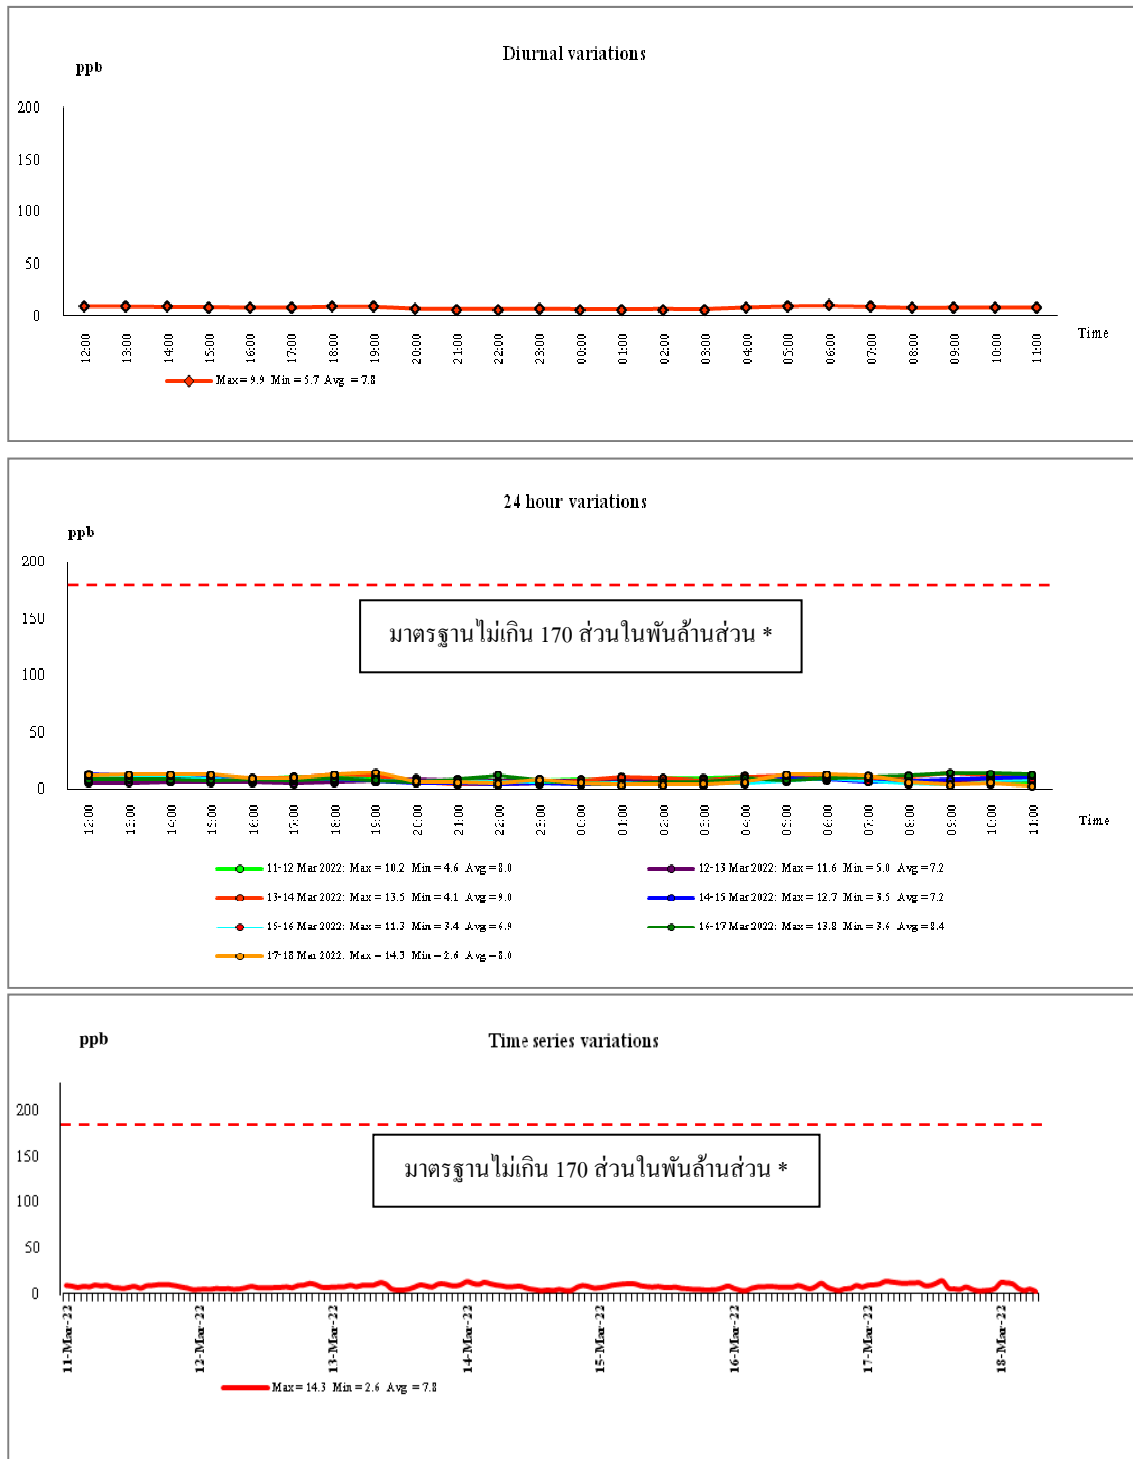 Diurnal variations
ppb
200
150
100
50
0
12:00 13:00 14:00 15:00 16:00 17:00 18:00 19:00 20:00 21:00 22:00 23:00 00:00 01:00 02:00 03:00 04:00 05:00 06:00 07:00 08:00 09:00 10:00 11:00
Time
Max = 9.9 Min = 5.7 Avg = 7.8
24 hour variations
ppb
200
150
100
50
0
มาตรฐานไม่เกิน 170 ส่วนในพันล้านส่วน *
12:00 13:00 14:00 15:00 16:00 17:00 18:00 19:00 20:00 21:00 22:00 23:00 00:00 01:00 02:00 03:00 04:00 05:00 06:00 07:00 08:00 09:00 10:00 11:00
Time
11-12 Mar 2022: Max = 10.2 Min = 4.6 Avg = 8.0
12-13 Mar 2022: Max = 11.6 Min = 5.0 Avg = 7.2
13-14 Mar 2022: Max = 13.5 Min = 4.1 Avg = 9.0
14-15 Mar 2022: Max = 12.7 Min = 3.5 Avg = 7.2
15-16 Mar 2022: Max = 11.3 Min = 3.4 Avg = 6.9
16-17 Mar 2022: Max = 13.8 Min = 3.6 Avg = 8.4
17-18 Mar 2022: Max = 14.3 Min = 2.6 Avg = 8.0
ppb
Time series variations
200
150
100
50
0
มาตรฐานไม่เกิน 170 ส่วนในพันล้านส่วน *
11-Mar-22 12-Mar-22 13-Mar-22 14-Mar-22 15-Mar-22 16-Mar-22 17-Mar-22 18-Mar-22
Max = 14.3 Min = 2.6 Avg = 7.8